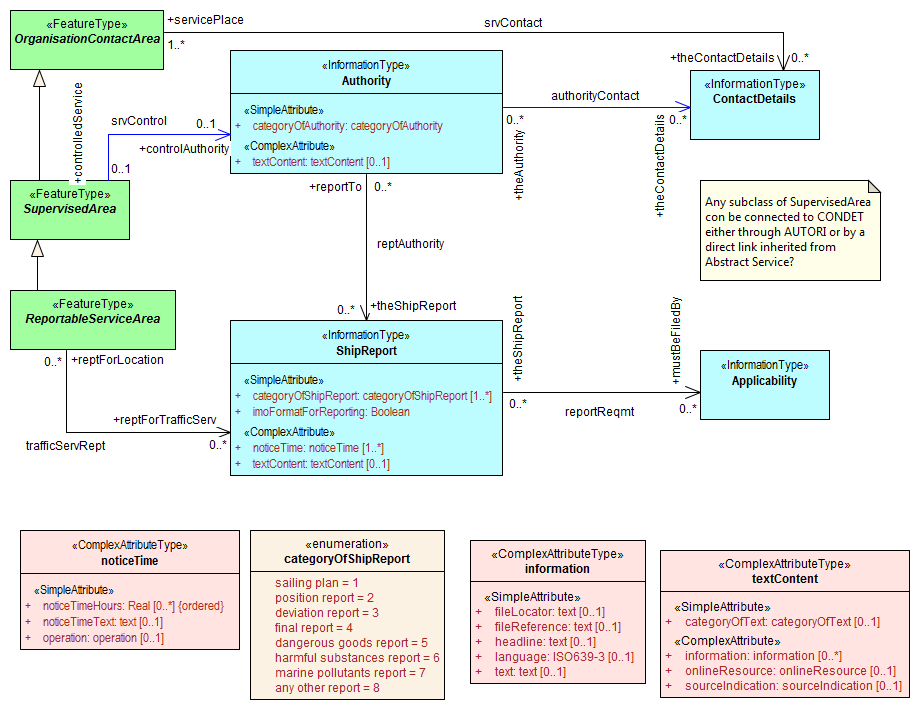 «FeatureType»
OrganisationContactArea
+servicePlace
1..*
srvContact
+theContactDetails
0..*
«InformationType»
Authority
«SimpleAttribute»
+ categoryOfAuthority: categoryOfAuthority
«ComplexAttribute»
+ textContent: textContent [0..1]
«InformationType»
ContactDetails
authorityContact
0..*
+theAuthority
0..*
+theContactDetails
+controlledService
srvControl
0..1
+controlAuthority
0..1
«FeatureType»
SupervisedArea
+reportTo
0..*
reptAuthority
0..*
+theShipReport
Any subclass of SupervisedArea
con be connected to CONDET
either through AUTORI or by a
direct link inherited from
Abstract Service?
«FeatureType»
ReportableServiceArea
0..*
+reptForLocation
+reptForTrafficServ
trafficServRept
0..*
«InformationType»
ShipReport
«SimpleAttribute»
+ categoryOfShipReport: categoryOfShipReport [1..*]
+ imoFormatForReporting: Boolean
«ComplexAttribute»
+ noticeTime: noticeTime [1..*]
+ textContent: textContent [0..1]
+theShipReport
0..*
reportReqmt
+mustBeFiledBy
0..*
«InformationType»
Applicability
«ComplexAttributeType»
noticeTime
«SimpleAttribute»
+ noticeTimeHours: Real [0..*] {ordered}
+ noticeTimeText: text [0..1]
+ operation: operation [0..1]
«enumeration»
categoryOfShipReport
sailing plan = 1
position report = 2
deviation report = 3
final report = 4
dangerous goods report = 5
harmful substances report = 6
marine pollutants report = 7
any other report = 8
«ComplexAttributeType»
information
«SimpleAttribute»
+ fileLocator: text [0..1]
+ fileReference: text [0..1]
+ headline: text [0..1]
+ language: ISO639-3 [0..1]
+ text: text [0..1]
«ComplexAttributeType»
textContent
«SimpleAttribute»
+ categoryOfText: categoryOfText [0..1]
«ComplexAttribute»
+ information: information [0..*]
+ onlineResource: onlineResource [0..1]
+ sourceIndication: sourceIndication [0..1]